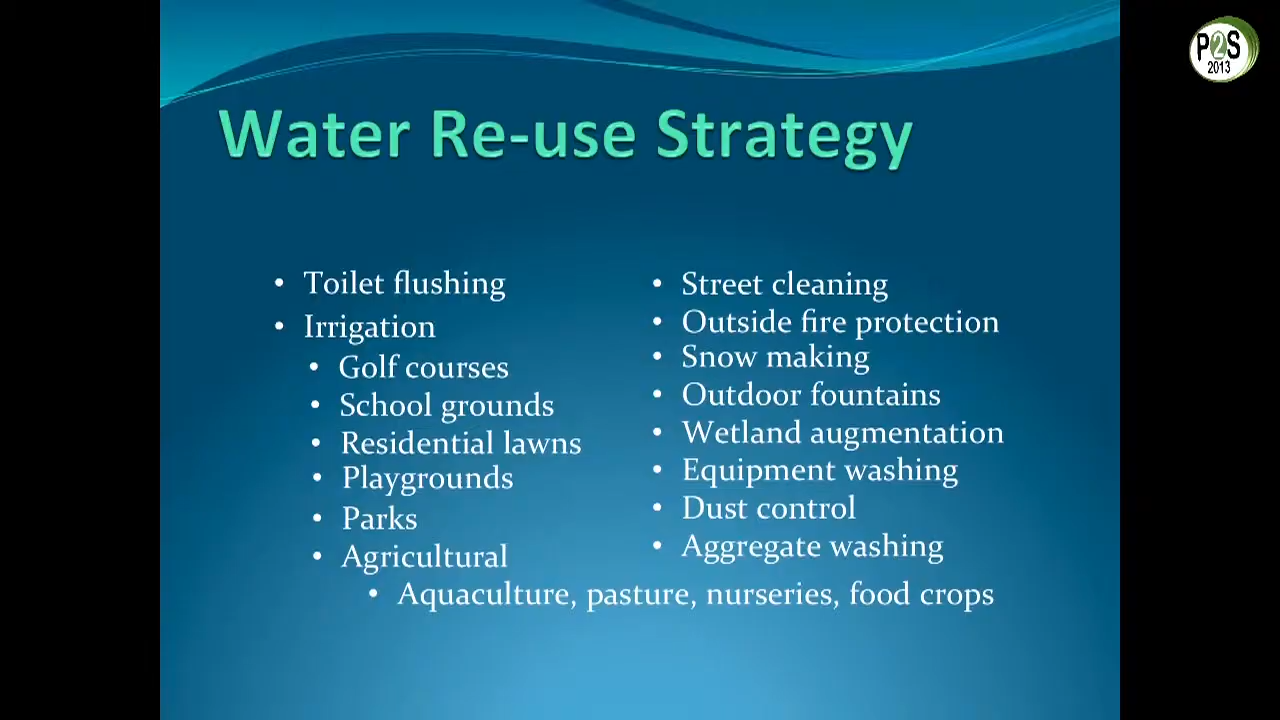 P2S
2013
Water Re-use Strategy
• Toilet flushing
• Irrigation
• Golf courses
• School grounds
• Residential lawns
• Playgrounds
• Parks
• Agricultural
• Aquaculture, pasture, nurseries, food crops
• Street cleaning
• Outside fire protection
• Snow making
• Outdoor fountains
• Wetland augmentation
• Equipment washing
• Dust control
• Aggregate washing